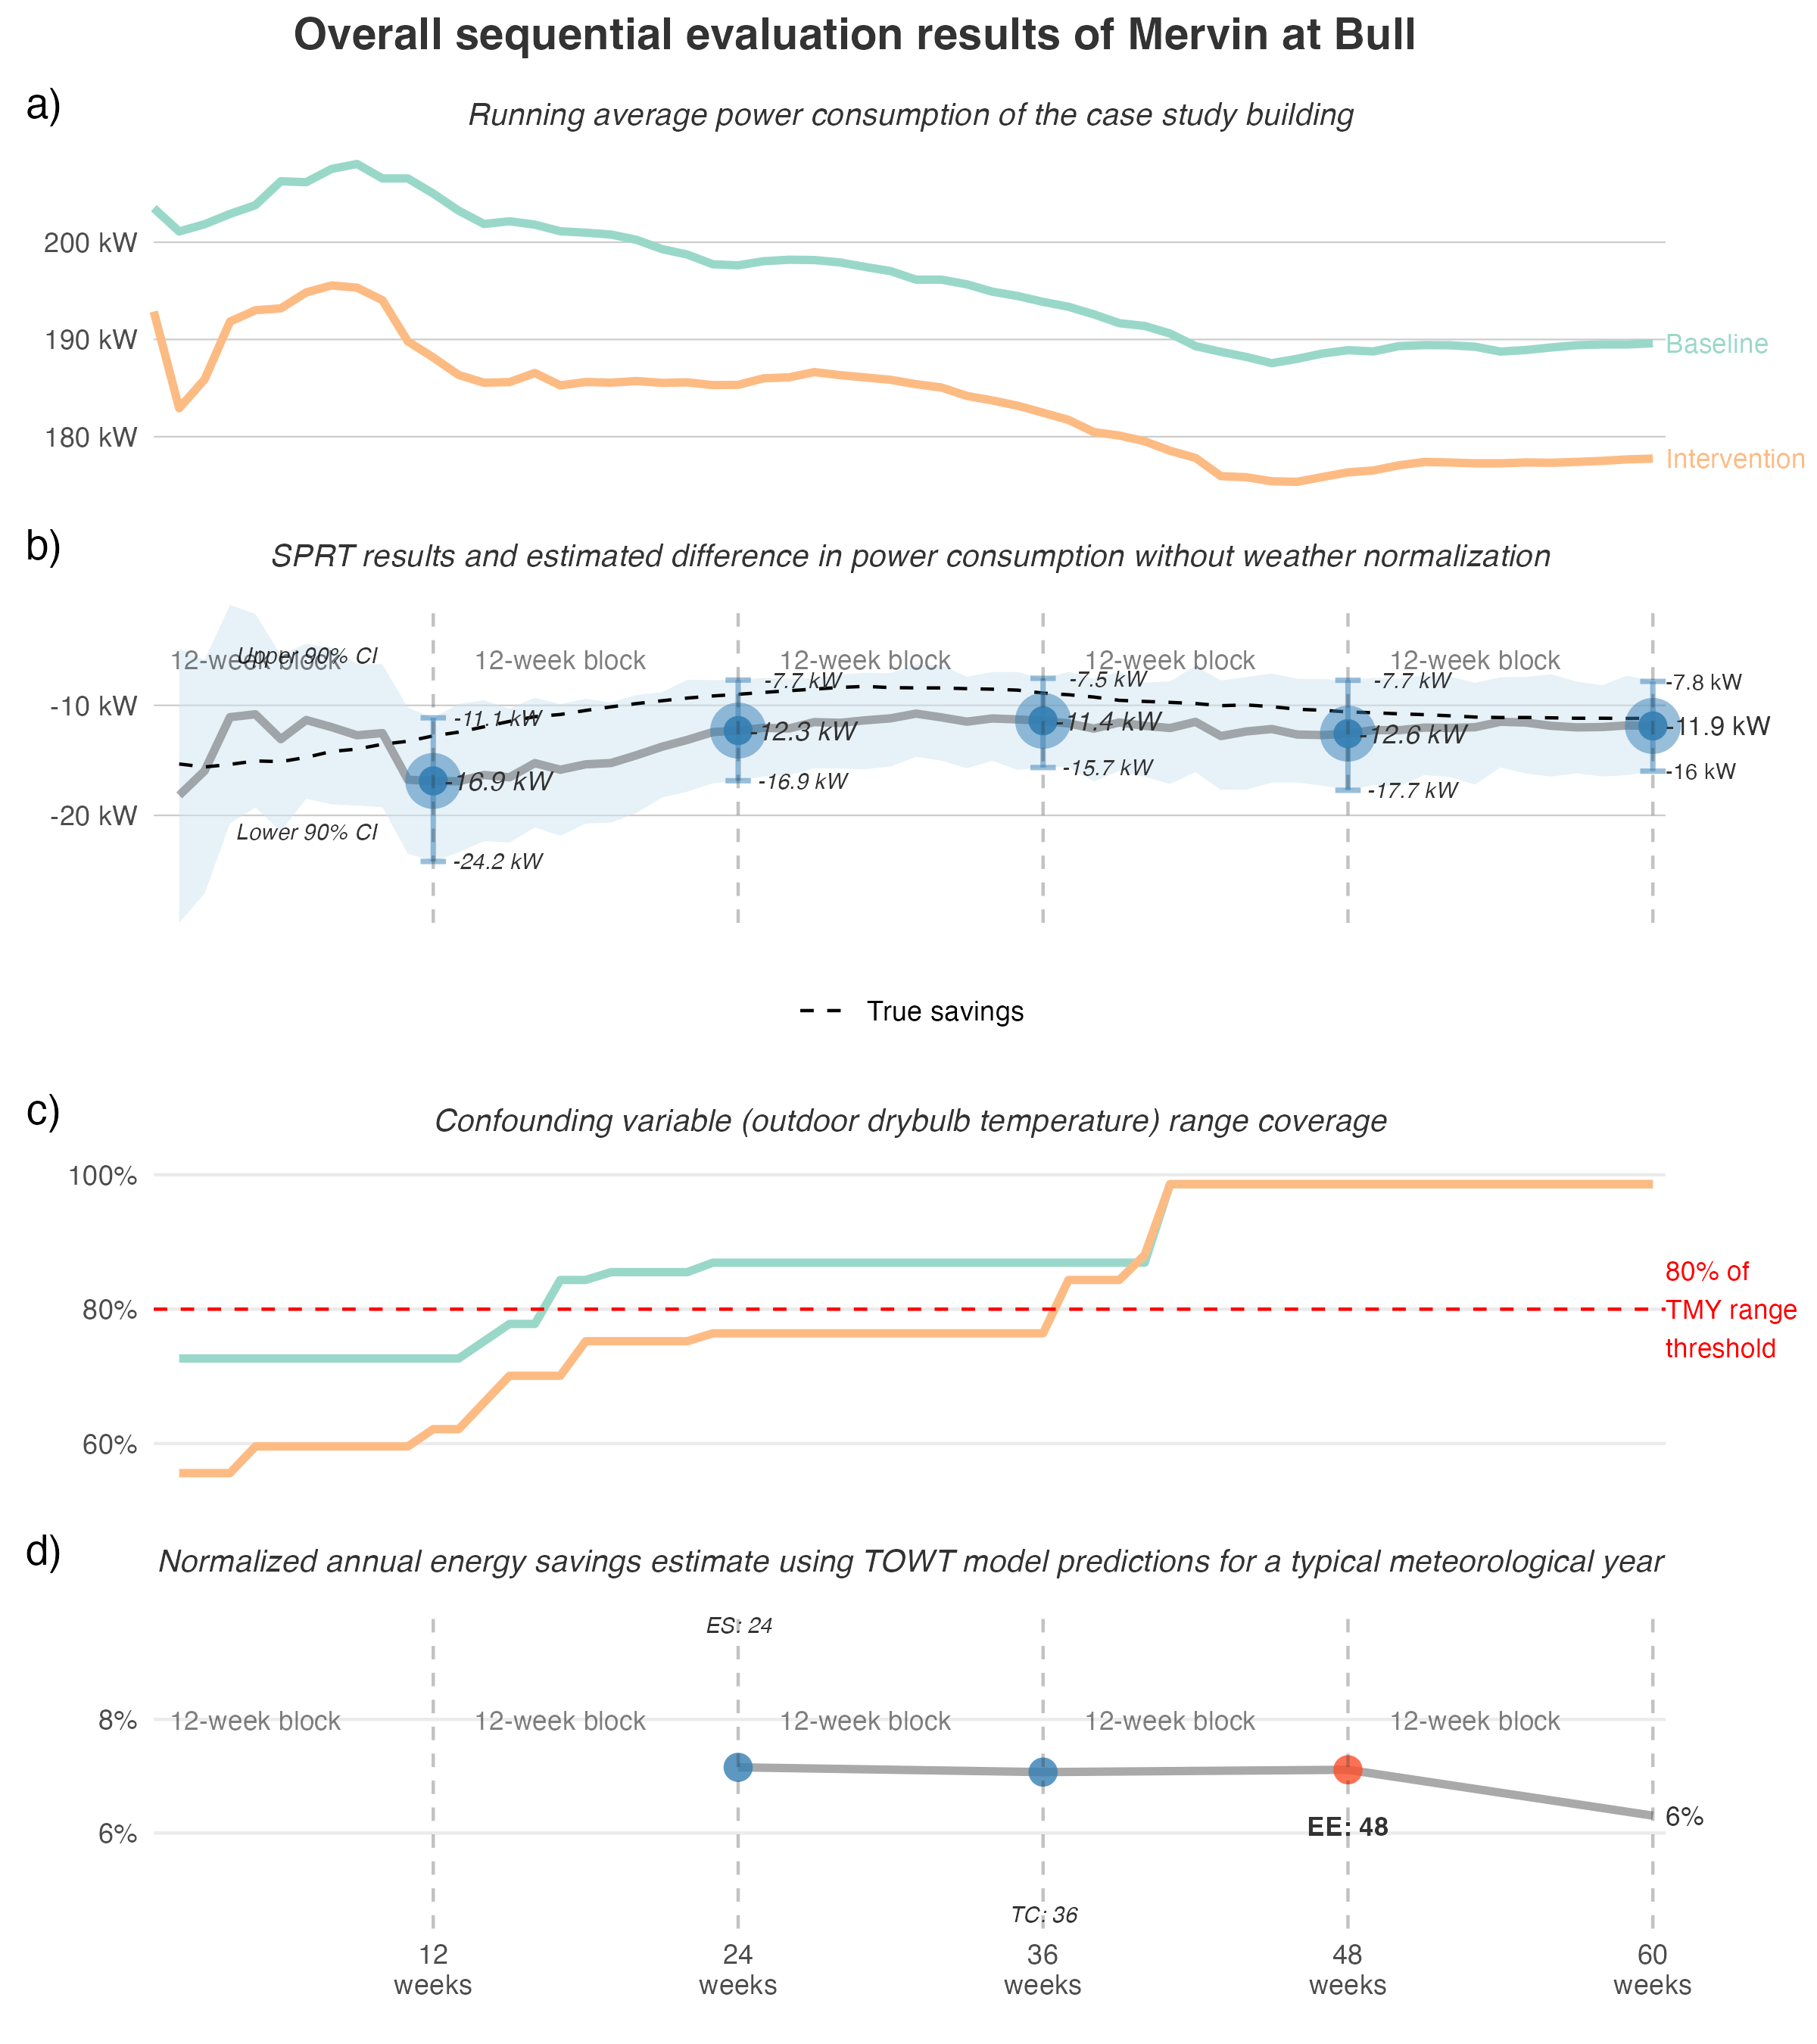 Overall sequential evaluation results of Mervin at Bull
a)
Running average power consumption of the case study building
200 kW
190 kW
180 kW
Baseline
Intervention
b)
SPRT results and estimated difference in power consumption without weather normalization
12-week block
12-week block
12-week block
12-week block
12-week block
Upper 90% CI
Lower 90% CI
-10 kW
-20 kW
-11.1 kW
-16.9 kW
-24.2 kW
-7.7 kW
-12.3 kW
-16.9 kW
-7.5 kW
-11.4 kW
-15.7 kW
-7.7 kW
-12.6 kW
-17.7 kW
-7.8 kW
-11.9 kW
-16 kW
True savings
c)
Confounding variable (outdoor drybulb temperature) range coverage
100%
80%
60%
80% of
TMY range
threshold
d)
Normalized annual energy savings estimate using TOWT model predictions for a typical meteorological year
ES: 24
8%
12-week block
12-week block
12-week block
12-week block
12-week block
6%
EE: 48
6%
TC: 36
12
weeks
24
weeks
36
weeks
48
weeks
60
weeks